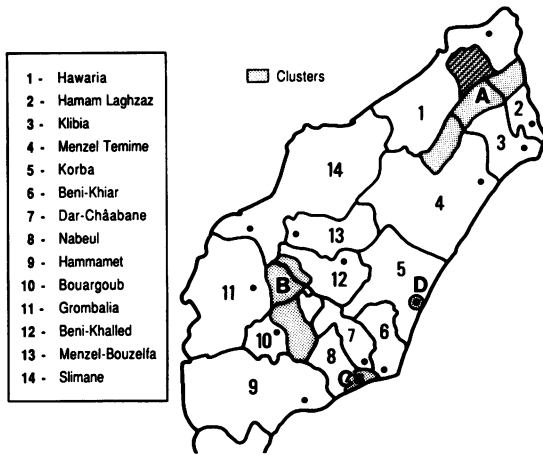 1 - Hawaria
2 - Hamam Laghzaz
3 - Klibia
4 - Menzel Temime
5 - Korba
6 - Beni-Khiar
7 - Dar-Châabane
8 - Nabeul
9 - Hammamet
10 - Bouargoub
11 - Grombalia
12 - Beni-Khalled
13 - Menzel-Bouzelfa
14 - Slimane
Clusters
A
1
2
3
14
4
13
5
12
D
11
B
10
7
6
8
C
9